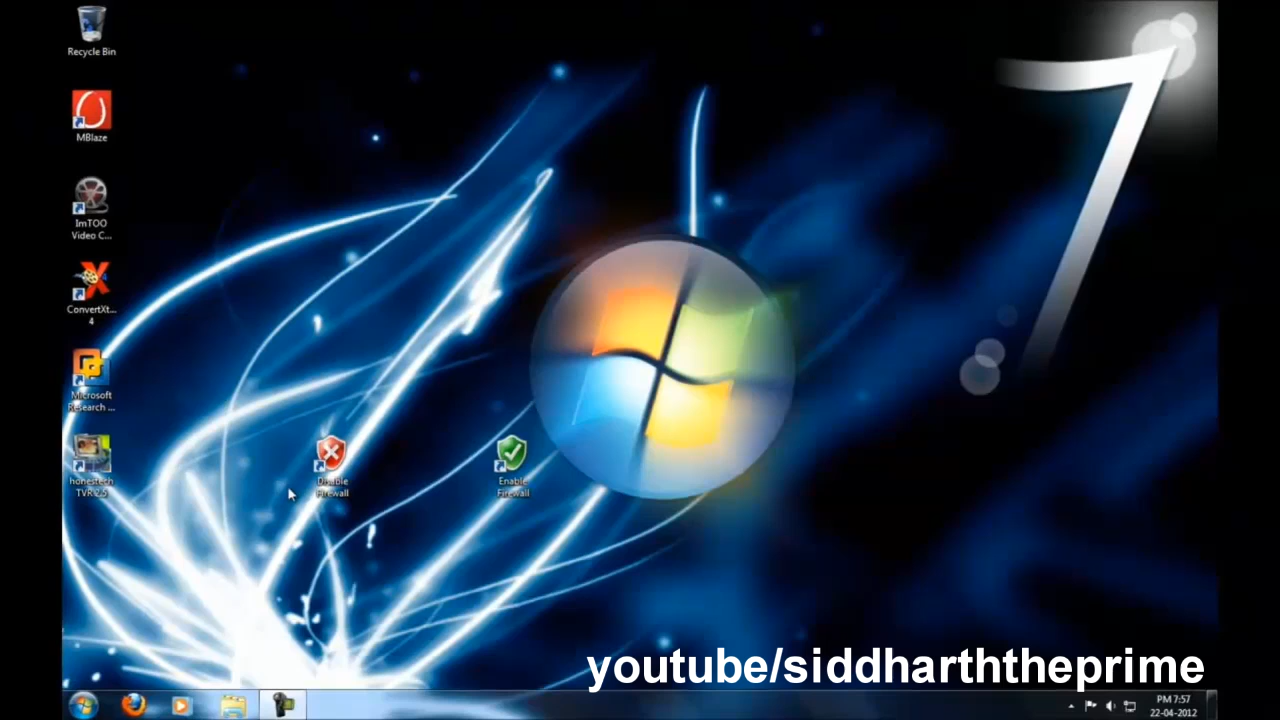 Recycle Bin
MBlaze
ImTOO
Video C...
ConvertXt...
4
Microsoft
Research ...
honestech
TVR 2.5
Disable
Firewall
Enable
Firewall
7
youtube/siddharththeprime
PM 7:57
22-04-2012